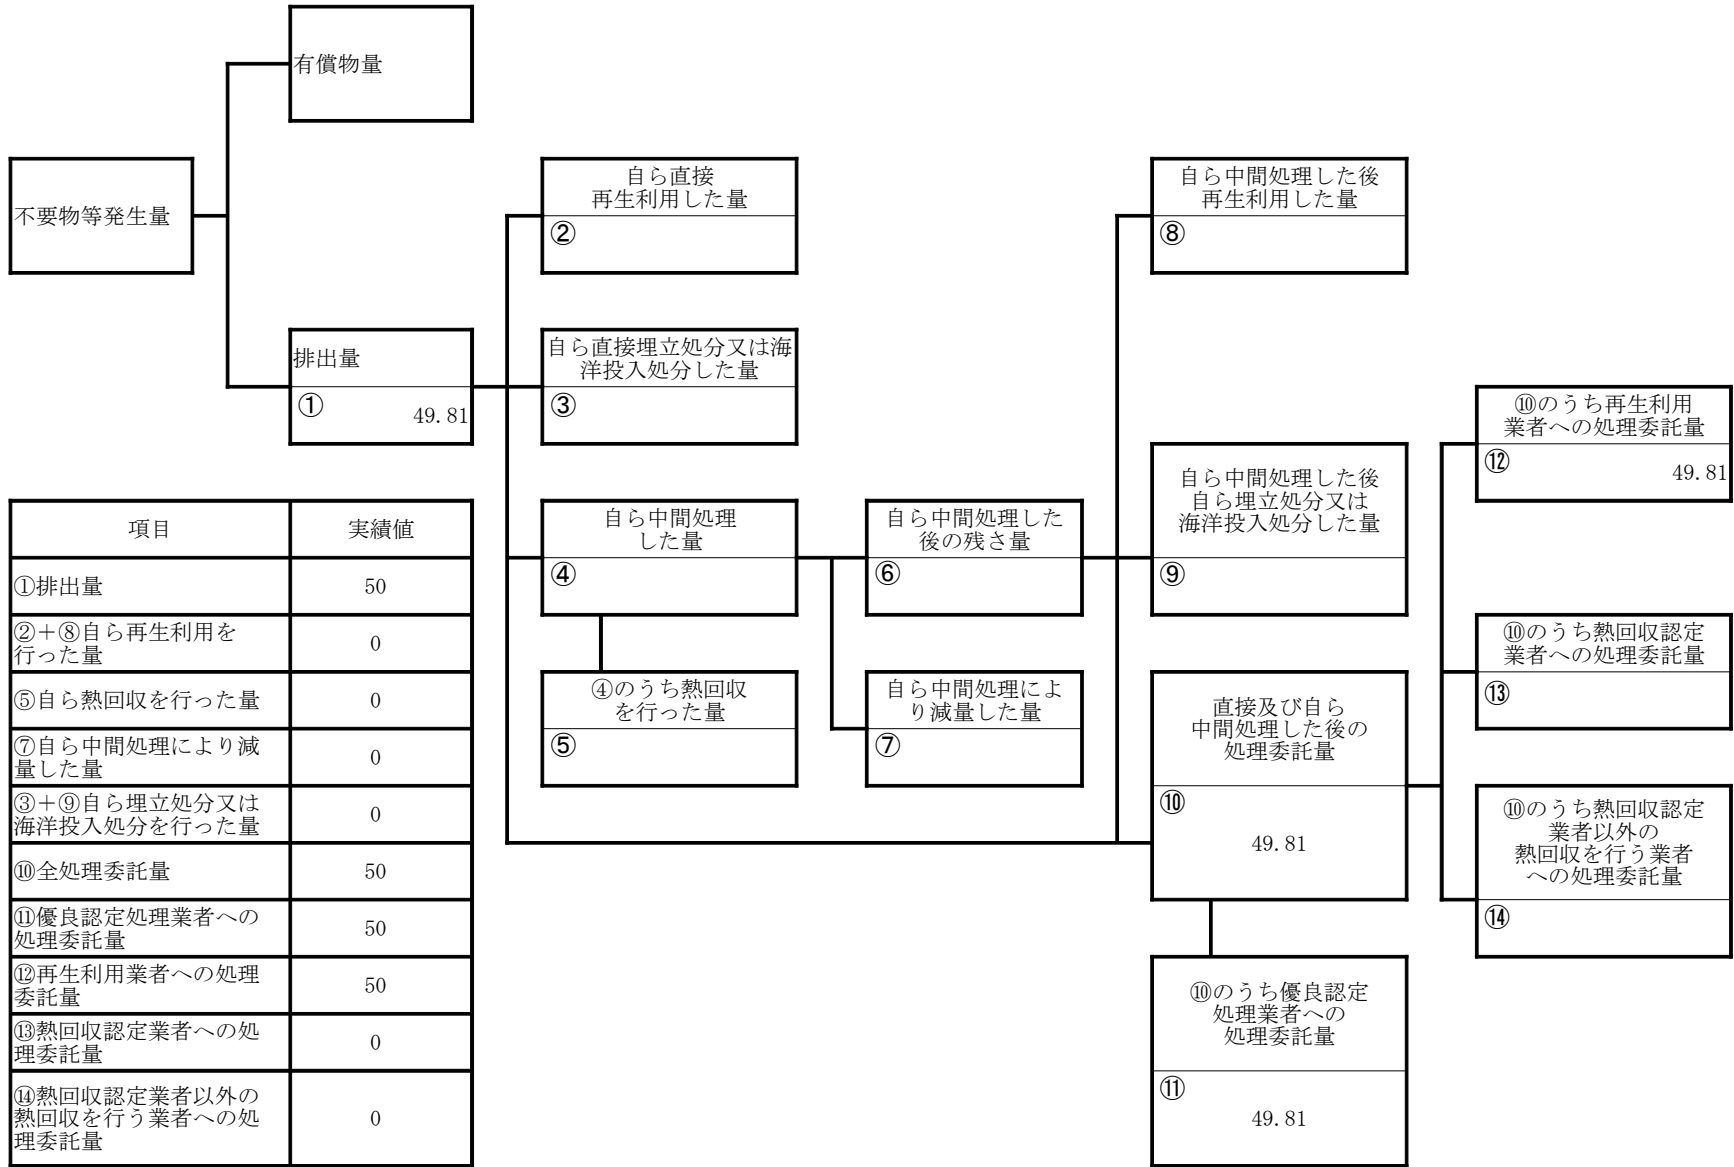 有償物量
不要物等発生量
自ら直接
再生利用した量
②
自ら中間処理した後
再生利用した量
⑧
排出量
①
49.81
自ら直接埋立処分又は海
洋投入処分した量
③
⑩のうち再生利用
業者への処理委託量
⑫
49.81
自ら中間処理
した量
④
自ら中間処理した
後の残さ量
⑥
自ら中間処理した後
自ら埋立処分又は
海洋投入処分した量
⑨
④のうち熱回収
を行った量
⑤
自ら中間処理によ
り減量した量
⑦
直接及び自ら
中間処理した後の
処理委託量
⑩
49.81
⑩のうち熱回収認定
業者への処理委託量
⑬
⑩のうち熱回収認定
業者以外の
熱回収を行う業者
への処理委託量
⑭
⑩のうち優良認定
処理業者への
処理委託量
⑪
49.81
項目 実績値
①排出量 50
②+⑧自ら再生利用を
行った量 0
⑤自ら熱回収を行った量 0
⑦自ら中間処理により減
量した量 0
③+⑨自ら埋立処分又は
海洋投入処分を行った量 0
⑩全処理委託量 50
⑪優良認定処理業者への
処理委託量 50
⑫再生利用業者への処理
委託量 50
⑬熱回収認定業者への処
理委託量 0
⑭熱回収認定業者以外の
熱回収を行う業者への処
理委託量 0